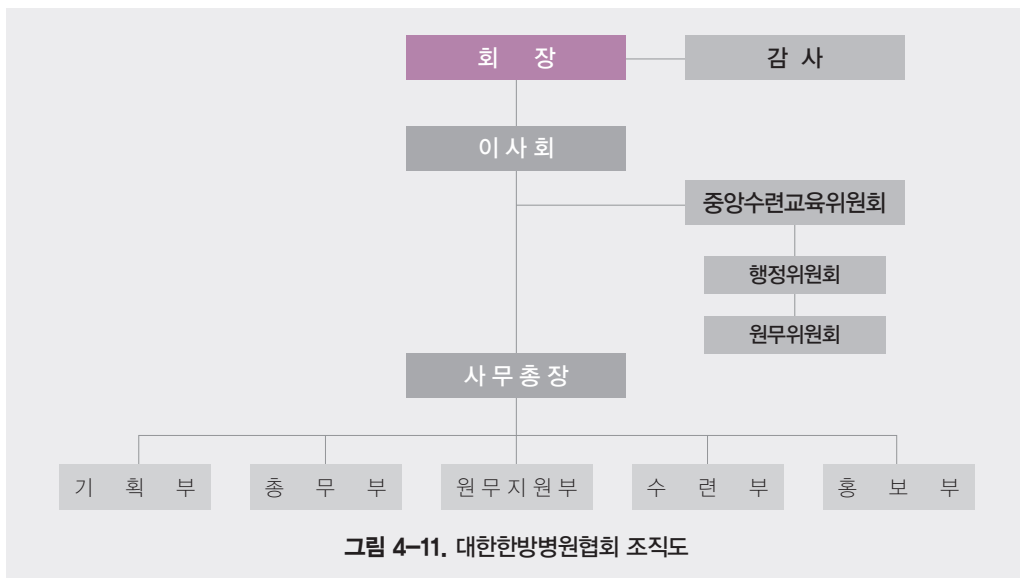 회 장
감 사
이사회
중앙수련교육위원회
행정위원회
원무위원회
사무총장
기 획 부
총 무 부
원무지원부
수 련 부
홍 보 부
그림 4-11. 대한한방병원협회 조직도